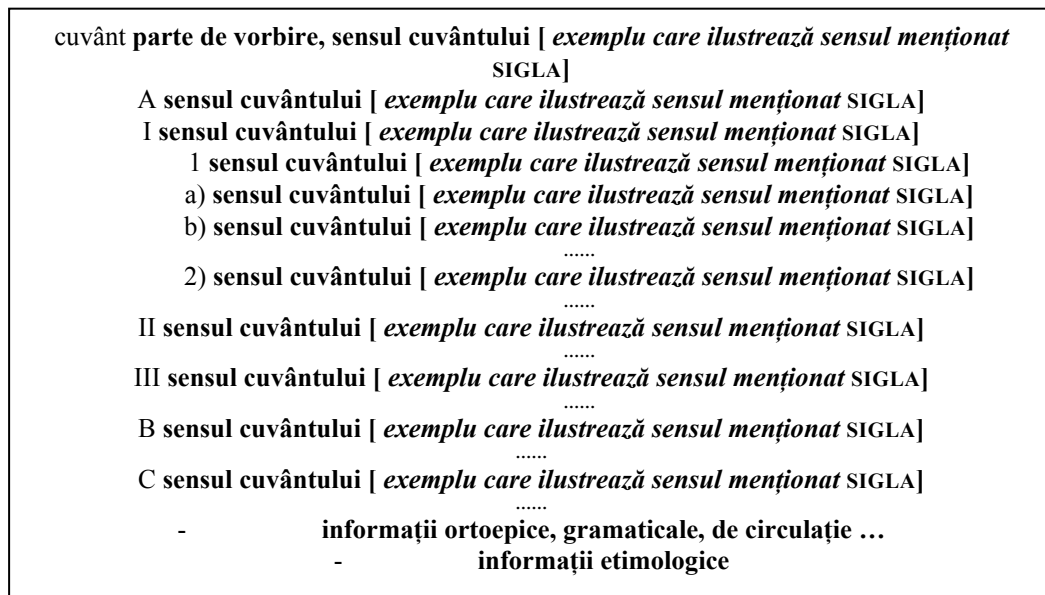 cuvânt parte de vorbire, sensul cuvântului [ exemplu care ilustrează sensul menționat
SIGLA]
A sensul cuvântului [ exemplu care ilustrează sensul menționat SIGLA]
I sensul cuvântului [ exemplu care ilustrează sensul menționat SIGLA]
1 sensul cuvântului [ exemplu care ilustrează sensul menționat SIGLA]
a) sensul cuvântului [ exemplu care ilustrează sensul menționat SIGLA]
b) sensul cuvântului [ exemplu care ilustrează sensul menționat SIGLA]
......
2) sensul cuvântului [ exemplu care ilustrează sensul menționat SIGLA]
......
II sensul cuvântului [ exemplu care ilustrează sensul menționat SIGLA]
......
III sensul cuvântului [ exemplu care ilustrează sensul menționat SIGLA]
......
B sensul cuvântului [ exemplu care ilustrează sensul menționat SIGLA]
......
C sensul cuvântului [ exemplu care ilustrează sensul menționat SIGLA]
......
- informații ortoepice, gramaticale, de circulație …
- informații etimologice